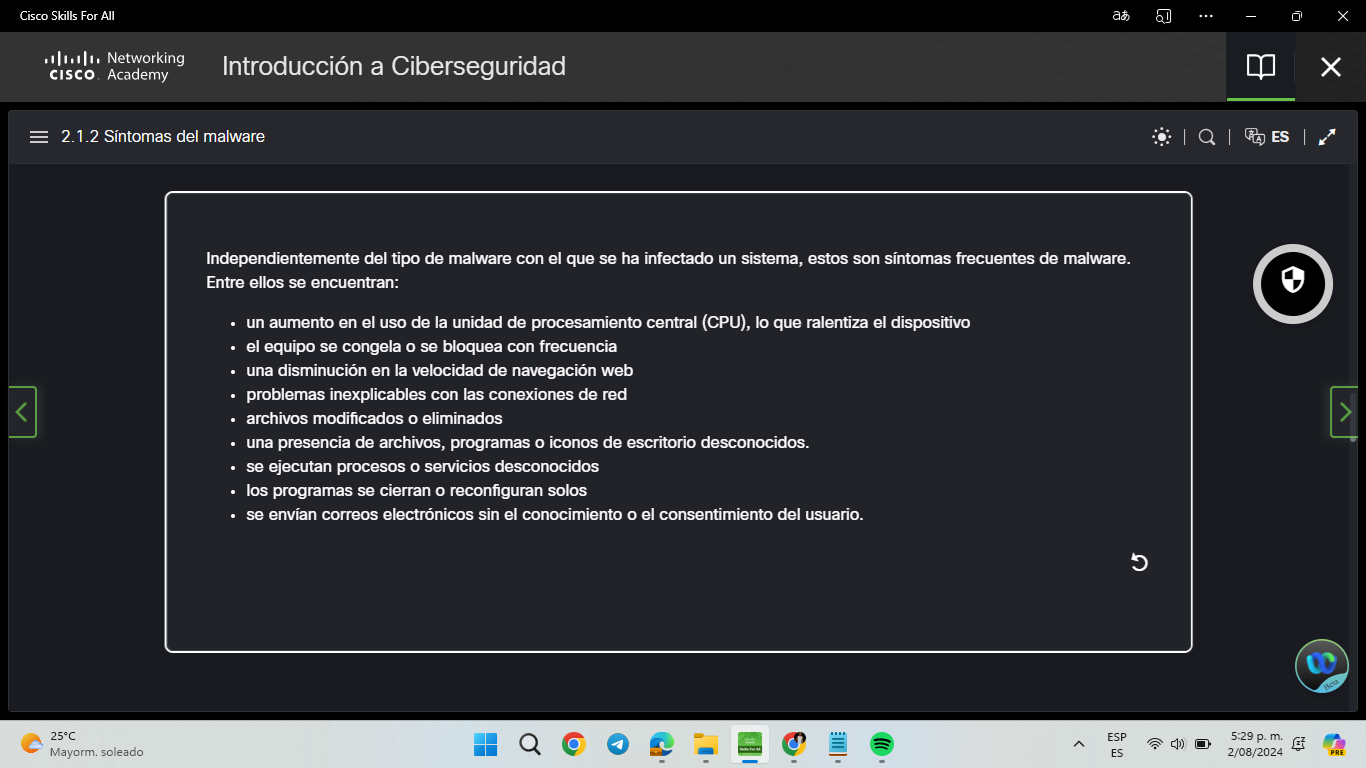 Cisco Skills For All
aあ
Networking
CISCO Academy
Introducción a Ciberseguridad
2.1.2 Síntomas del malware
ES
Independientemente del tipo de malware con el que se ha infectado un sistema, estos son síntomas frecuentes de malware.
Entre ellos se encuentran:
• un aumento en el uso de la unidad de procesamiento central (CPU), lo que ralentiza el dispositivo
• el equipo se congela o se bloquea con frecuencia
• una disminución en la velocidad de navegación web
• problemas inexplicables con las conexiones de red
• archivos modificados o eliminados
• una presencia de archivos, programas o iconos de escritorio desconocidos.
• se ejecutan procesos o servicios desconocidos
• los programas se cierran o reconfiguran solos
• se envían correos electrónicos sin el conocimiento o el consentimiento del usuario.
Beta
25°C
Mayorm. soleado
Skills For All
ESP
ES
5:29 p. m.
2/08/2024
PRE